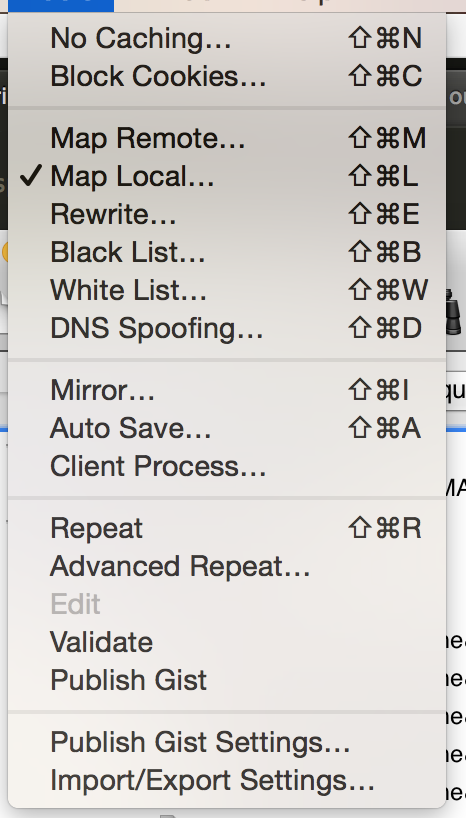 No Caching... ⇧⌘N
Block Cookies... ⇧⌘C
Map Remote... ⇧⌘M
✓ Map Local... ⇧⌘L
Rewrite... ⇧⌘E
Black List... ⇧⌘B
White List... ⇧⌘W
DNS Spoofing... ⇧⌘D
Mirror... ⇧⌘I
Auto Save... ⇧⌘A
Client Process...
Repeat ⇧⌘R
Advanced Repeat...
Edit
Validate
Publish Gist
Publish Gist Settings...
Import/Export Settings...